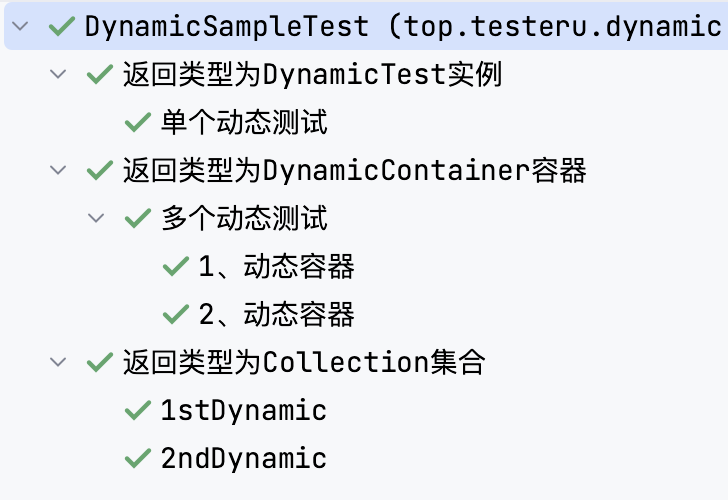 DynamicSampleTest (top.testeru.dynamic
返回类型为DynamicTest实例
单个动态测试
返回类型为DynamicContainer容器
多个动态测试
1、动态容器
2、动态容器
返回类型为Collection集合
1stDynamic
2ndDynamic